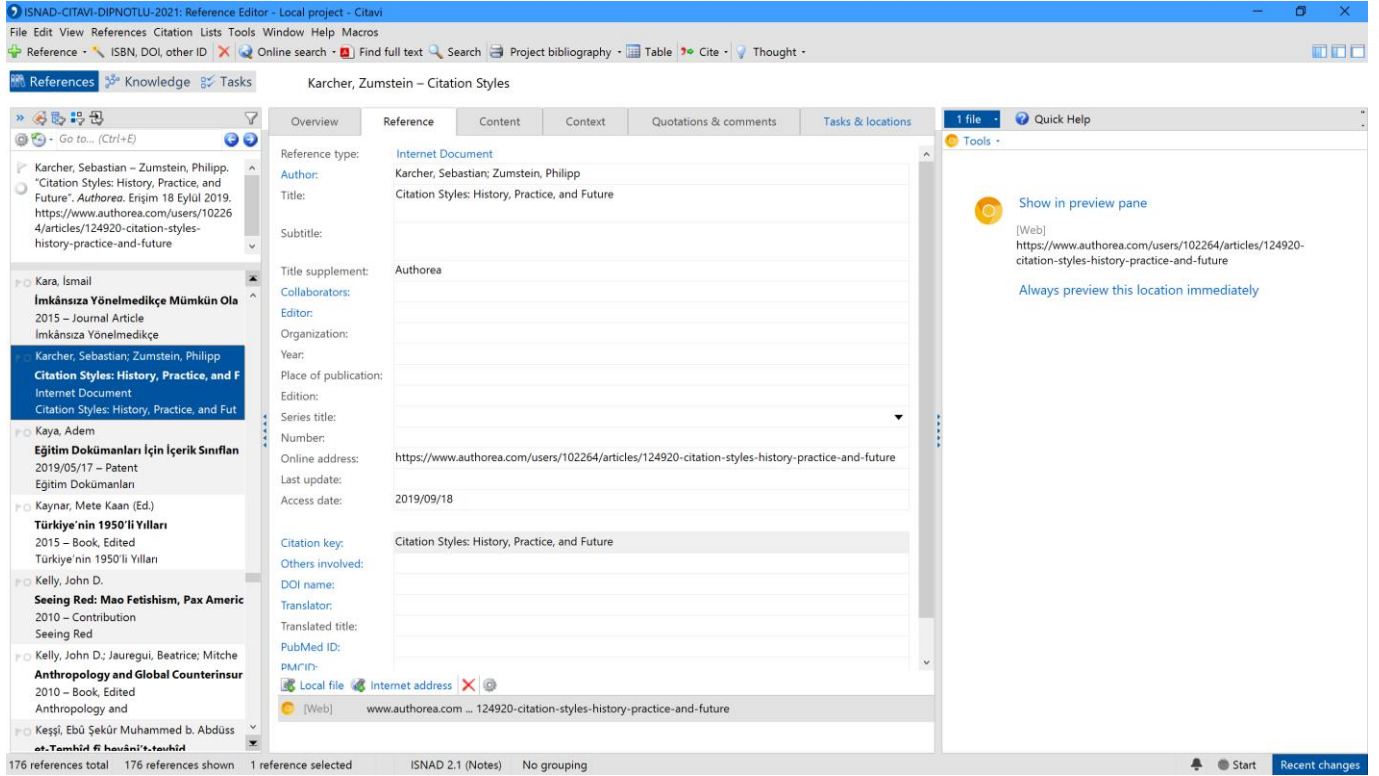 ISNAD-CITAVI-DIPNOTLU-2021: Reference Editor - Local project - Citavi
File Edit View References Citation Lists Tools Window Help Macros
Reference ISBN, DOI, other ID Online search Find full text Search Project bibliography Table Cite Thought
References Knowledge Tasks
Karcher, Zumstein – Citation Styles
Go to... (Ctrl+E)
Karcher, Sebastian – Zumstein, Philipp.
"Citation Styles: History, Practice, and
Future". Authorea. Erişim 18 Eylül 2019.
https://www.authorea.com/users/10226
4/articles/124920-citation-styles-
history-practice-and-future
Kara, İsmail
İmkânsıza Yönelmedikçe Mümkün Ola
2015 – Journal Article
İmkânsıza Yönelmedikçe
Karcher, Sebastian; Zumstein, Philipp
Citation Styles: History, Practice, and F
Internet Document
Citation Styles: History, Practice, and Fut
Kaya, Adem
Eğitim Dokümanları İçin İçerik Sınıflan
2019/05/17 – Patent
Eğitim Dokümanları
Kaynar, Mete Kaan (Ed.)
Türkiye'nin 1950'li Yılları
2015 – Book, Edited
Türkiye'nin 1950'li Yılları
Kelly, John D.
Seeing Red: Mao Fetishism, Pax Americ
2010 – Contribution
Seeing Red
Kelly, John D.; Jauregui, Beatrice; Mitche
Anthropology and Global Counterinsur
2010 – Book, Edited
Anthropology and
Keşşî, Ebû Şekûr Muhammed b. Abdüss
et-Temhîd fî beyâni't-tevhîd
Overview Reference Content Context Quotations & comments Tasks & locations
Reference type: Internet Document
Author: Karcher, Sebastian; Zumstein, Philipp
Title: Citation Styles: History, Practice, and Future
Subtitle:
Title supplement: Authorea
Collaborators:
Editor:
Organization:
Year:
Place of publication:
Edition:
Series title:
Number:
Online address: https://www.authorea.com/users/102264/articles/124920-citation-styles-history-practice-and-future
Last update:
Access date: 2019/09/18
Citation key: Citation Styles: History, Practice, and Future
Others involved:
DOI name:
Translator:
Translated title:
PubMed ID:
PMCID:
Local file Internet address
[Web] www.authorea.com ... 124920-citation-styles-history-practice-and-future
1 file Quick Help
Tools
Show in preview pane
[Web]
https://www.authorea.com/users/102264/articles/124920-
citation-styles-history-practice-and-future
Always preview this location immediately
176 references total 176 references shown 1 reference selected ISNAD 2.1 (Notes) No grouping Start Recent changes